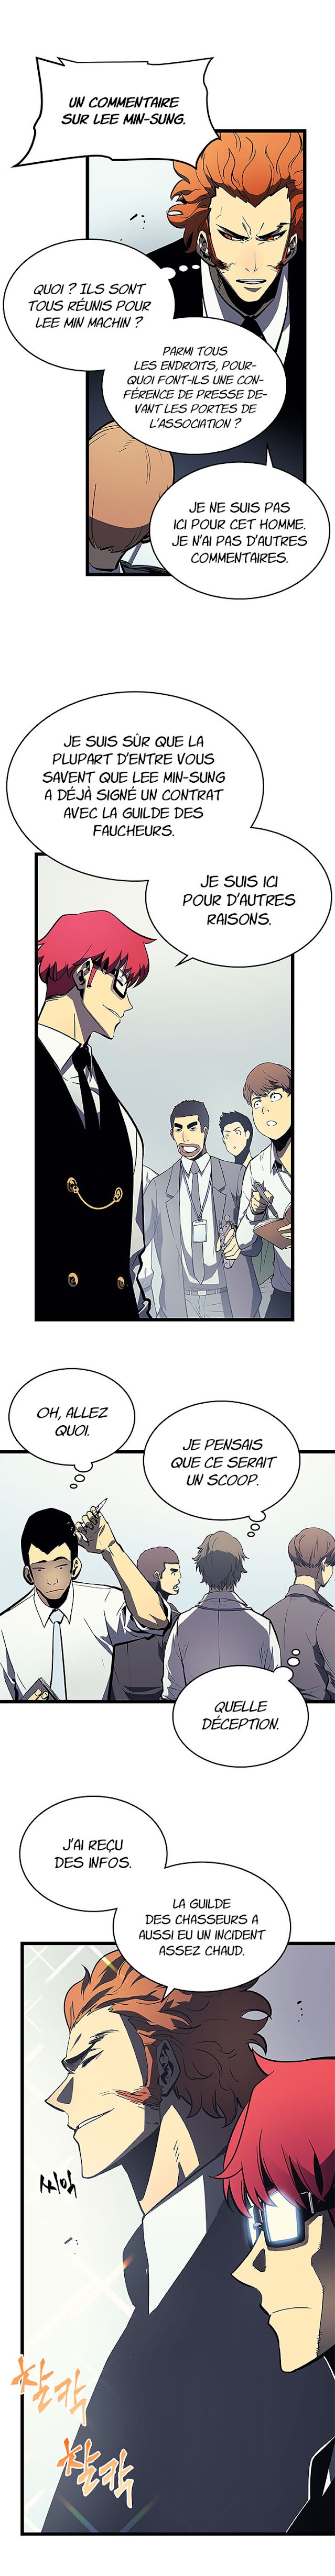 UN COMMENTAIRE
SUR LEE MIN-SUNG.
QUOI ? ILS SONT
TOUS RÉUNIS POUR
LEE MIN MACHIN ?
PARMI TOUS
LES ENDROITS, POUR-
QUOI FONT-ILS UNE CON-
FÉRENCE DE PRESSE DE-
VANT LES PORTES DE
L'ASSOCIATION ?
JE NE SUIS PAS
ICI POUR CET HOMME.
JE N'AI PAS D'AUTRES
COMMENTAIRES.
JE SUIS SÛR QUE LA
PLUPART D'ENTRE VOUS
SAVENT QUE LEE MIN-SUNG
A DÉJÀ SIGNÉ UN CONTRAT
AVEC LA GUILDE DES
FAUCHEURS.
JE SUIS ICI
POUR D'AUTRES
RAISONS.
OH, ALLEZ
QUOI.
JE PENSAIS
QUE CE SERAIT
UN SCOOP.
QUELLE
DÉCEPTION.
J'AI REÇU
DES INFOS.
LA GUILDE
DES CHASSEURS A
AUSSI EU UN INCIDENT
ASSEZ CHAUD.
씨익
찰칵
찰칵